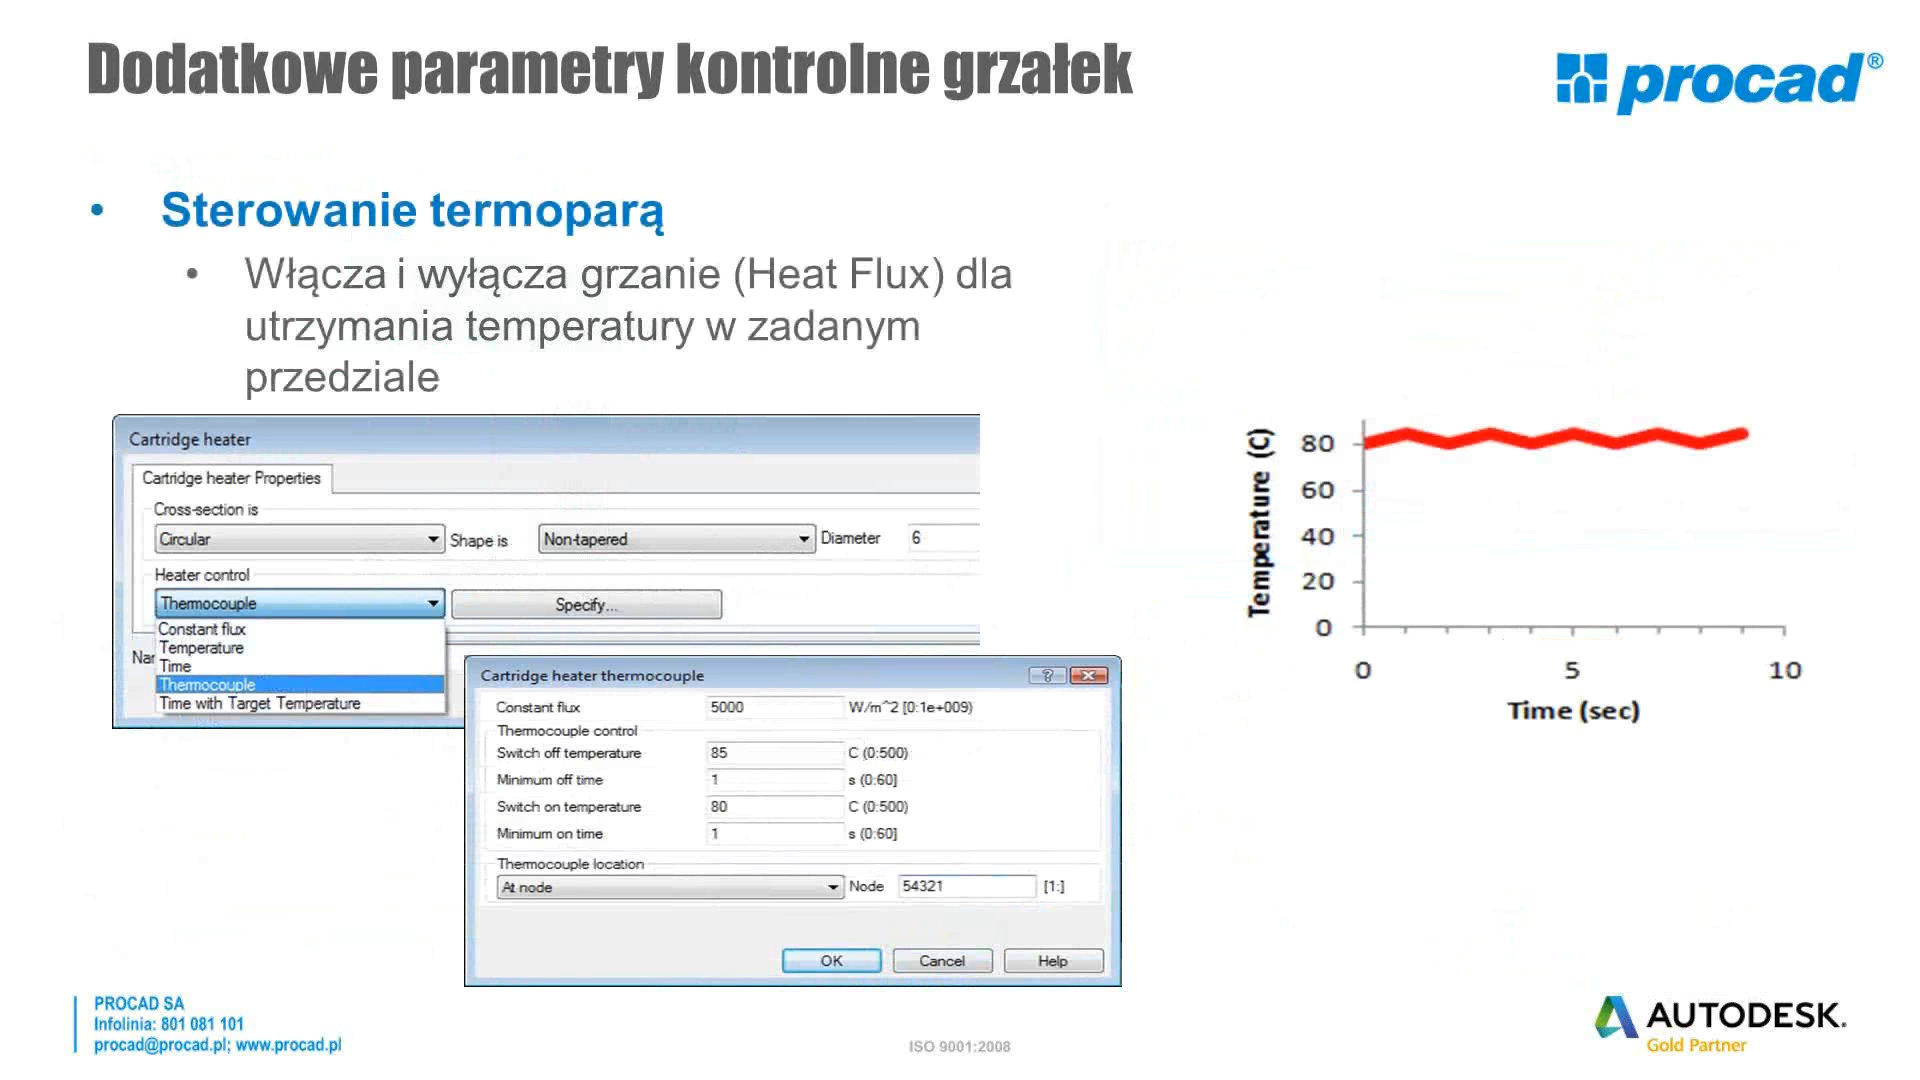 Dodatkowe parametry kontrolne grzałek
procad®
• Sterowanie termoparą
• Włącza i wyłącza grzanie (Heat Flux) dla
utrzymania temperatury w zadanym
przedziale
Cartridge heater
Cartridge heater Properties
Cross-section is
Circular Shape is Non-tapered Diameter 6
Heater control
Thermocouple Specify...
Constant flux
Temperature
Time
Thermocouple
Time with Target Temperature
Nar
Cartridge heater thermocouple
Constant flux 5000 W/m^2 [0:1e+009)
Thermocouple control
Switch off temperature 85 C (0:500)
Minimum off time 1 s (0:60]
Switch on temperature 80 C (0:500)
Minimum on time 1 s (0:60]
Thermocouple location
At node Node 54321 [1:]
OK Cancel Help
Temperature (C)
80
60
40
20
0
0 5 10
Time (sec)
PROCAD SA
Infolinia: 801 081 101
procad@procad.pl; www.procad.pl
ISO 9001:2008
AUTODESK.
Gold Partner